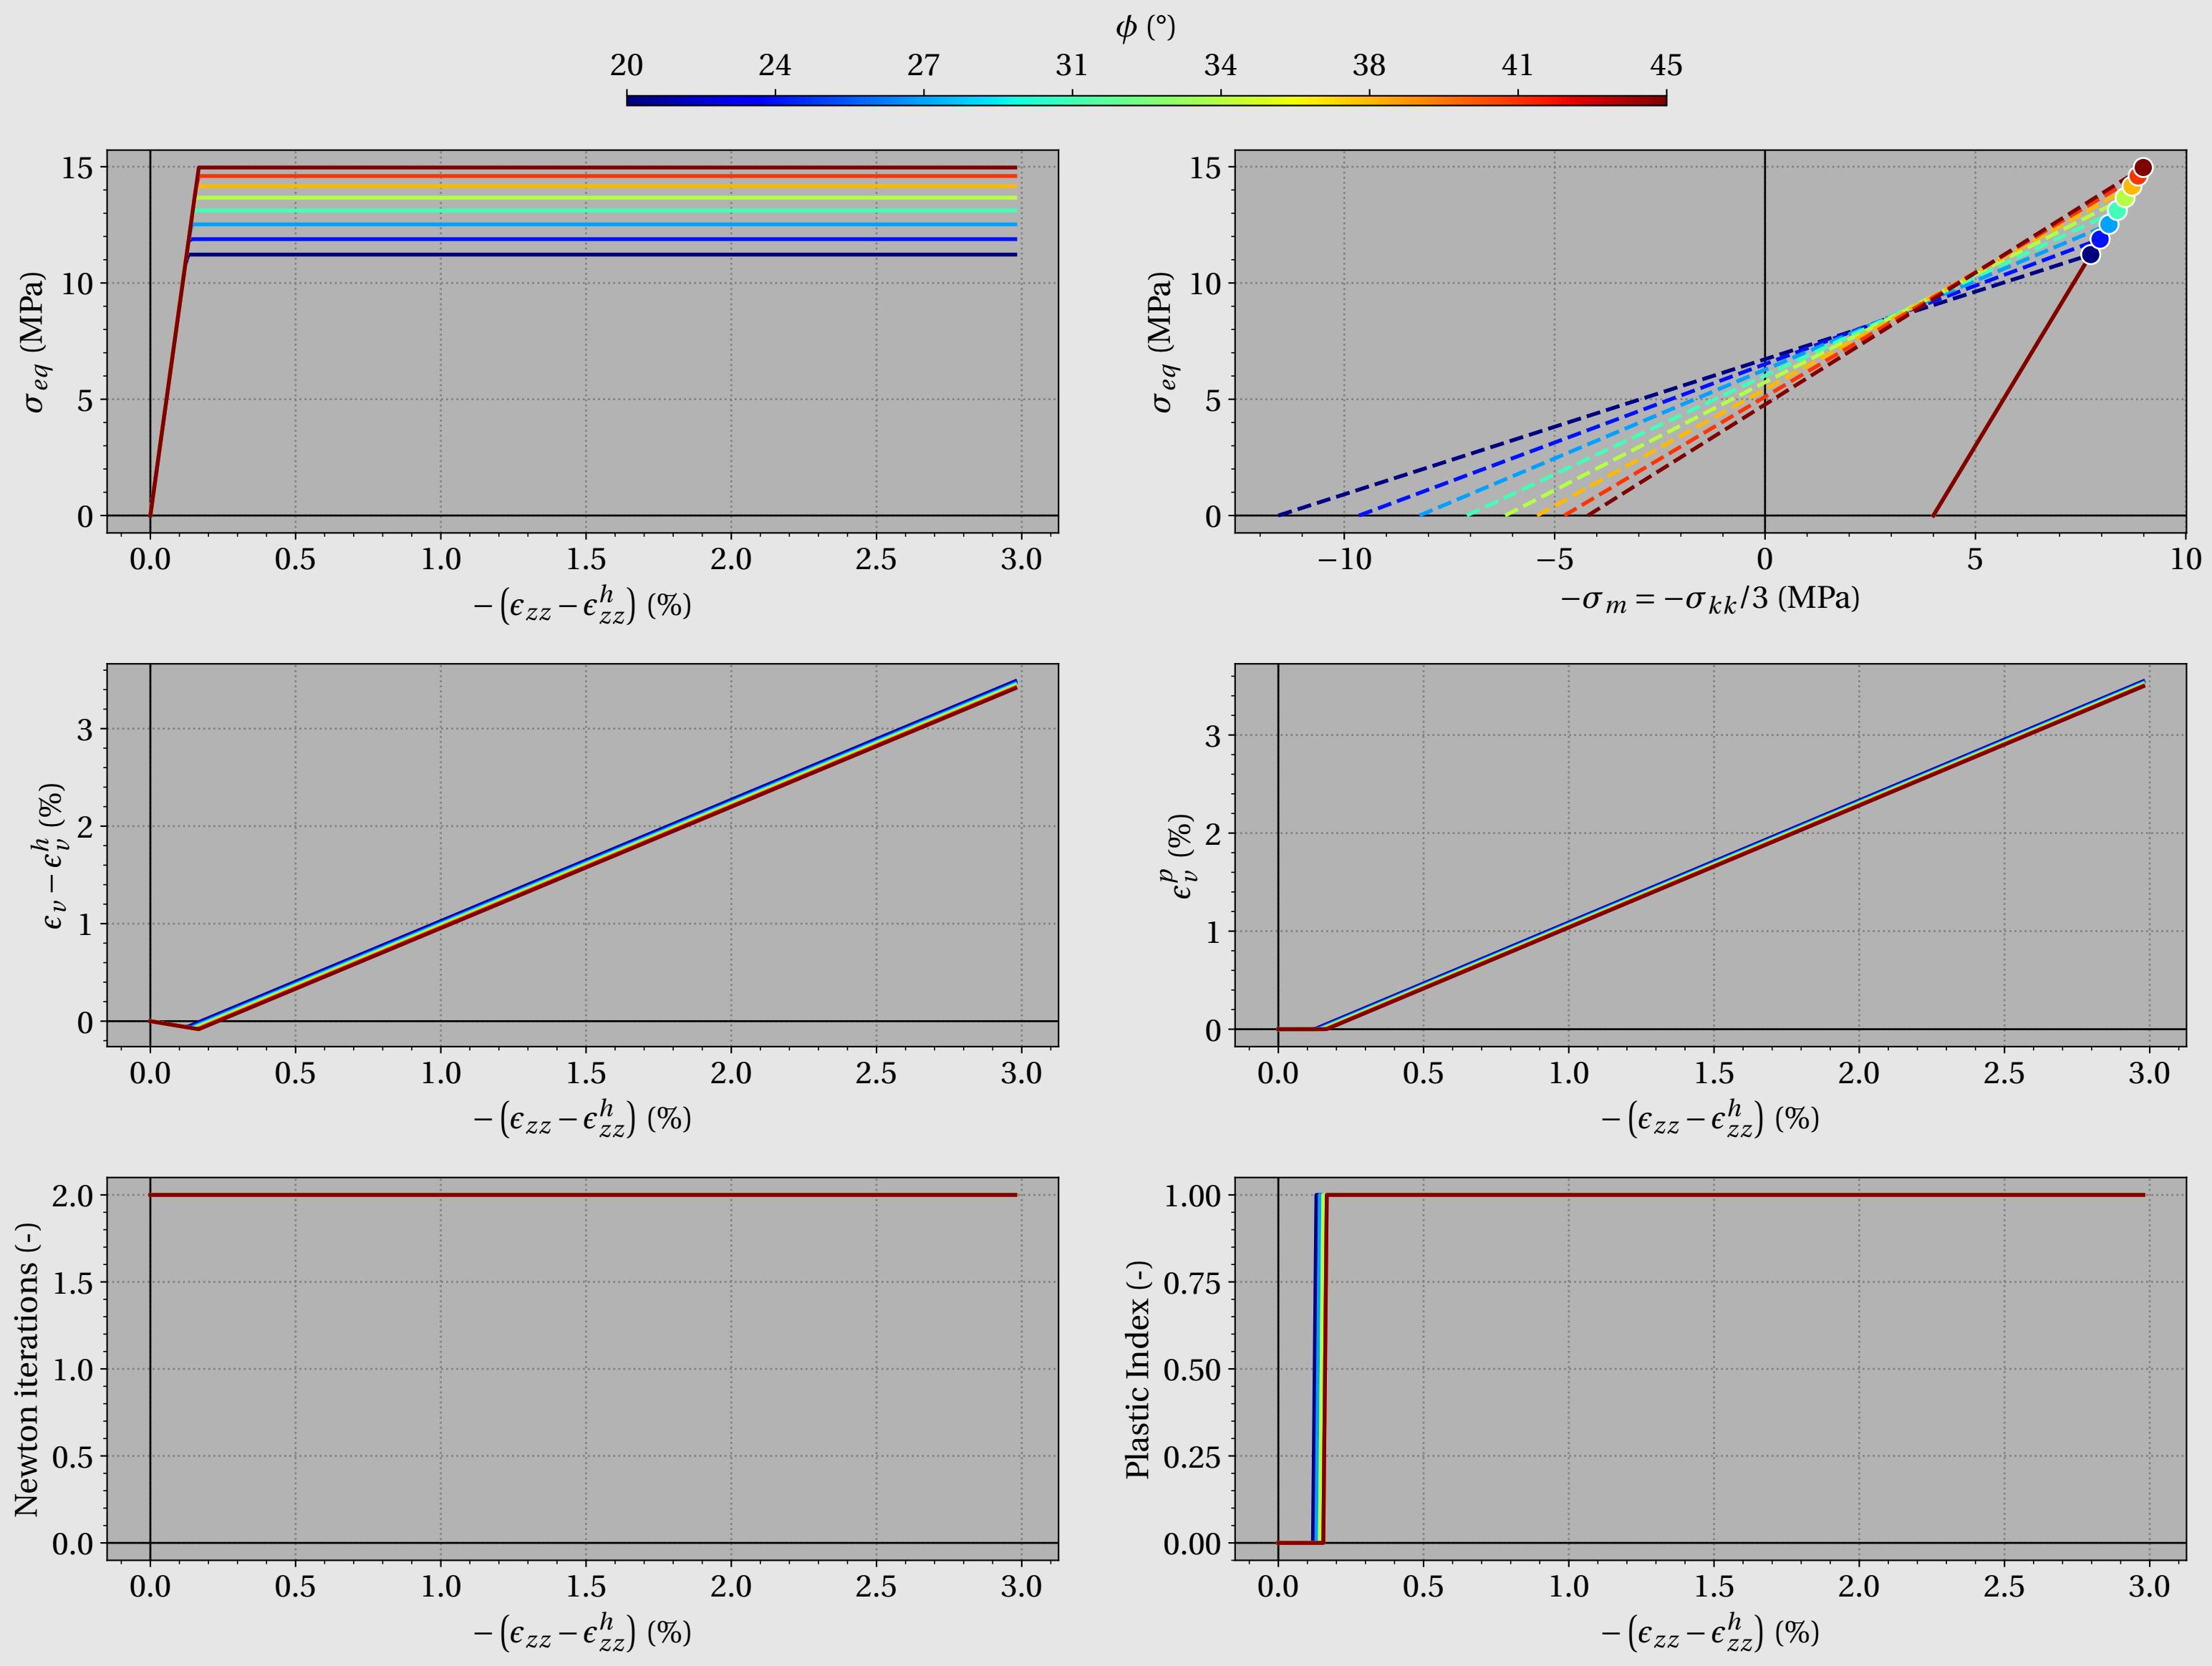 ϕ (°)
20 24 27 31 34 38 41 45
15
10
5
0
σ_eq (MPa)
0.0 0.5 1.0 1.5 2.0 2.5 3.0
−(ϵ_zz − ϵ^h_zz) (%)
15
10
5
0
σ_eq (MPa)
−10 −5 0 5 10
−σ_m = −σ_kk/3 (MPa)
3
2
1
0
ϵ_v − ϵ^h_v (%)
0.0 0.5 1.0 1.5 2.0 2.5 3.0
−(ϵ_zz − ϵ^h_zz) (%)
3
2
1
0
ϵ^p_v (%)
0.0 0.5 1.0 1.5 2.0 2.5 3.0
−(ϵ_zz − ϵ^h_zz) (%)
2.0
1.5
1.0
0.5
0.0
Newton iterations (-)
0.0 0.5 1.0 1.5 2.0 2.5 3.0
−(ϵ_zz − ϵ^h_zz) (%)
1.00
0.75
0.50
0.25
0.00
Plastic Index (-)
0.0 0.5 1.0 1.5 2.0 2.5 3.0
−(ϵ_zz − ϵ^h_zz) (%)